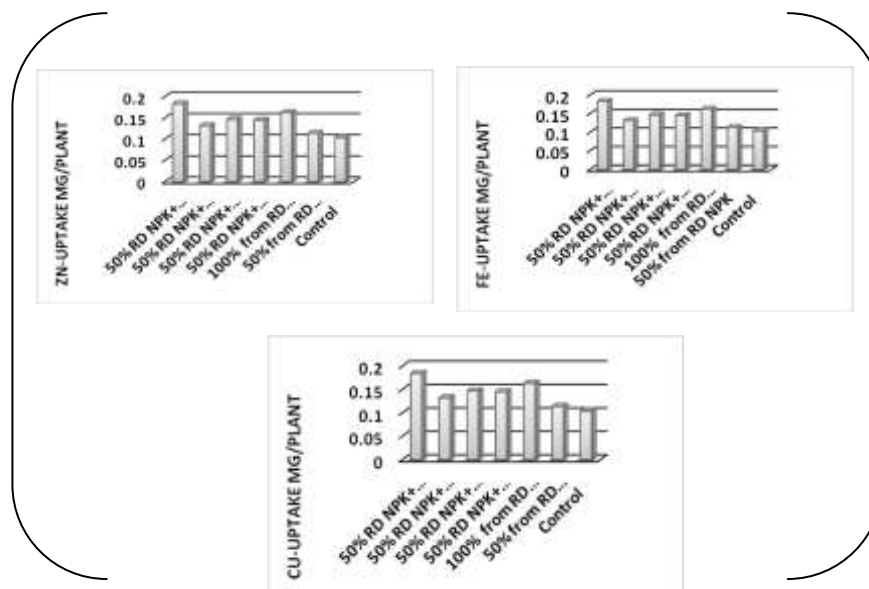 ZN-UPTAKE MG/PLANT
0.2
0.15
0.1
0.05
0
50% RD NPK+...
50% RD NPK+...
50% RD NPK+...
50% RD NPK+...
100% from RD...
50% from RD...
Control
FE-UPTAKE MG/PLANT
0.2
0.15
0.1
0.05
0
50% RD NPK+...
50% RD NPK+...
50% RD NPK+...
50% RD NPK+...
100% from RD...
50% from RD NPK
Control
CU-UPTAKE MG/PLANT
0.2
0.15
0.1
0.05
0
50% RD NPK+...
50% RD NPK+...
50% RD NPK+...
50% RD NPK+...
100% from RD...
50% from RD...
Control